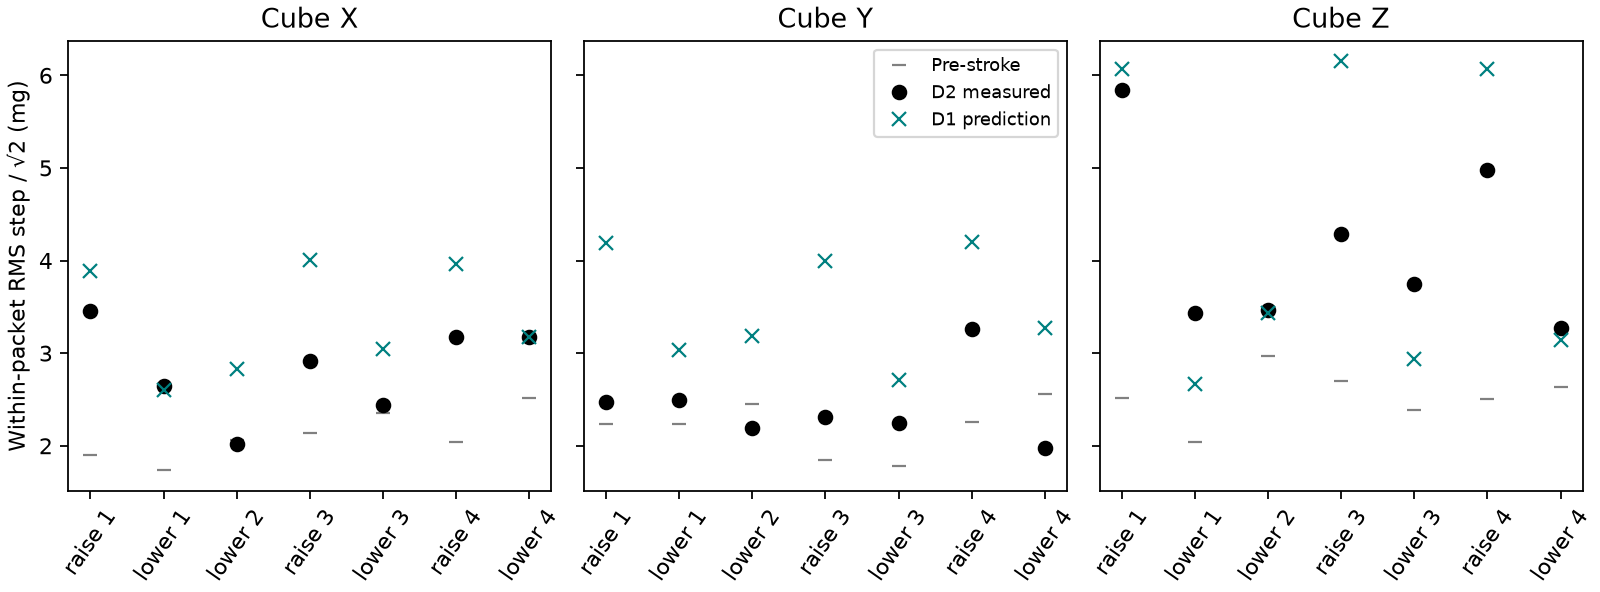 Cube X
Cube Y
Cube Z
Within-packet RMS step / √2 (mg)
6
5
4
3
2
Pre-stroke
D2 measured
D1 prediction
raise 1
lower 1
lower 2
raise 3
lower 3
raise 4
lower 4
raise 1
lower 1
lower 2
raise 3
lower 3
raise 4
lower 4
raise 1
lower 1
lower 2
raise 3
lower 3
raise 4
lower 4